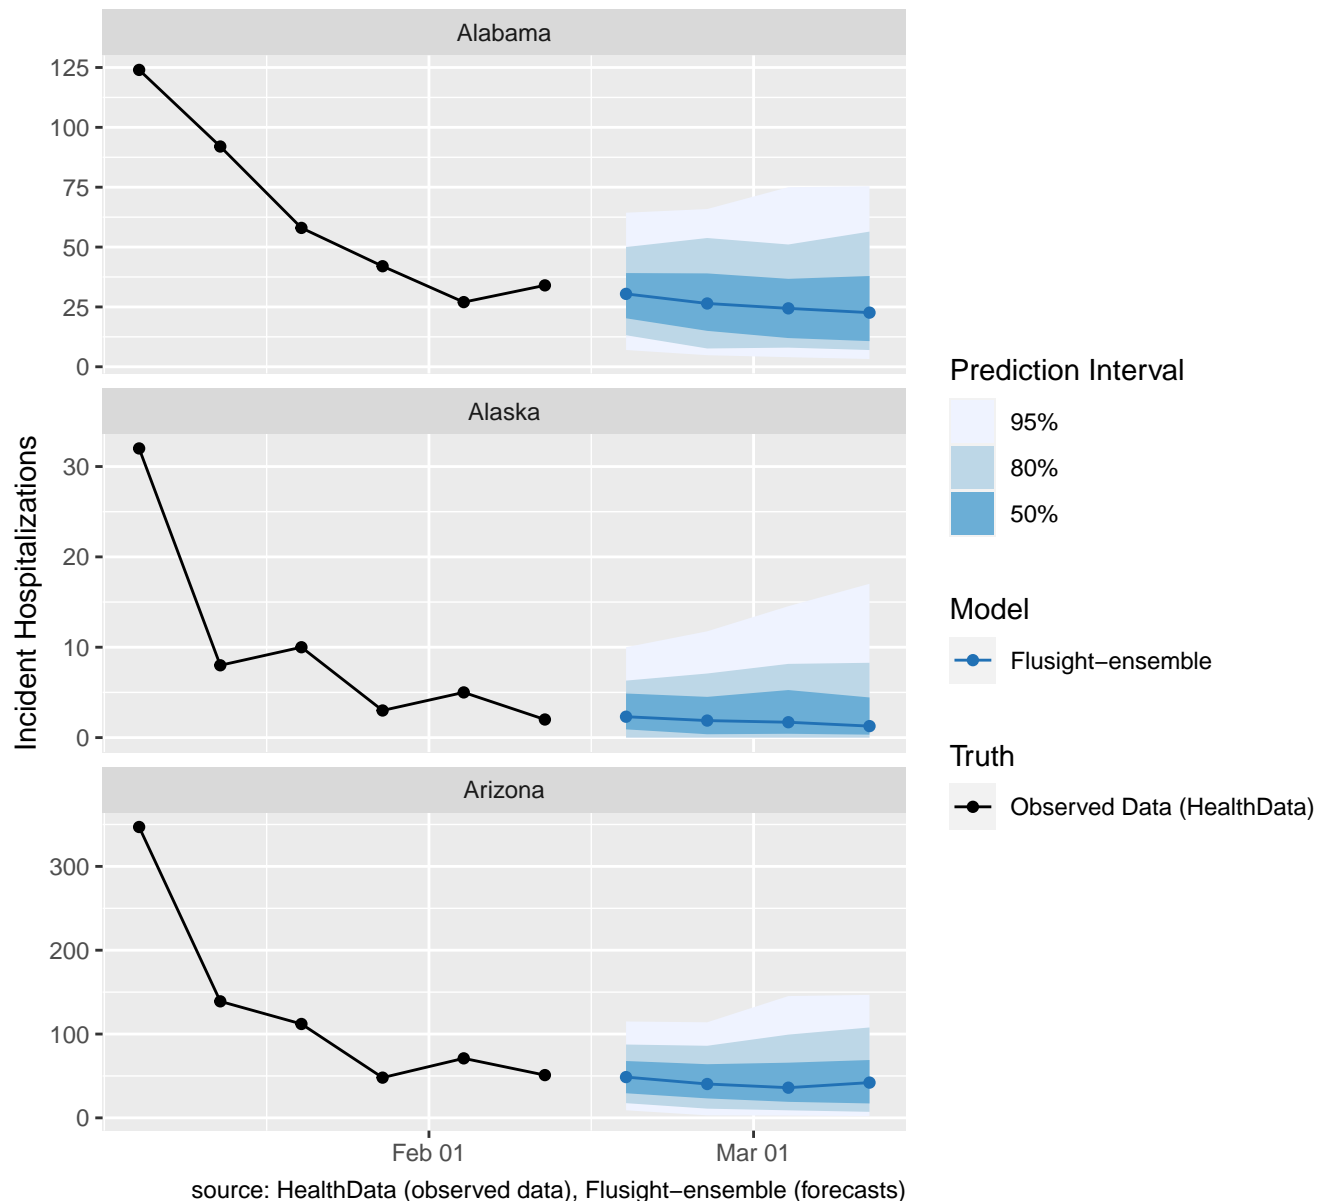 Alabama
125
100
75
50
25
0
Alaska
30
20
10
0
Arizona
300
200
100
0
Incident Hospitalizations
Feb 01
Mar 01
source: HealthData (observed data), Flusight−ensemble (forecasts)
Prediction Interval
95%
80%
50%
Model
Flusight−ensemble
Truth
Observed Data (HealthData)